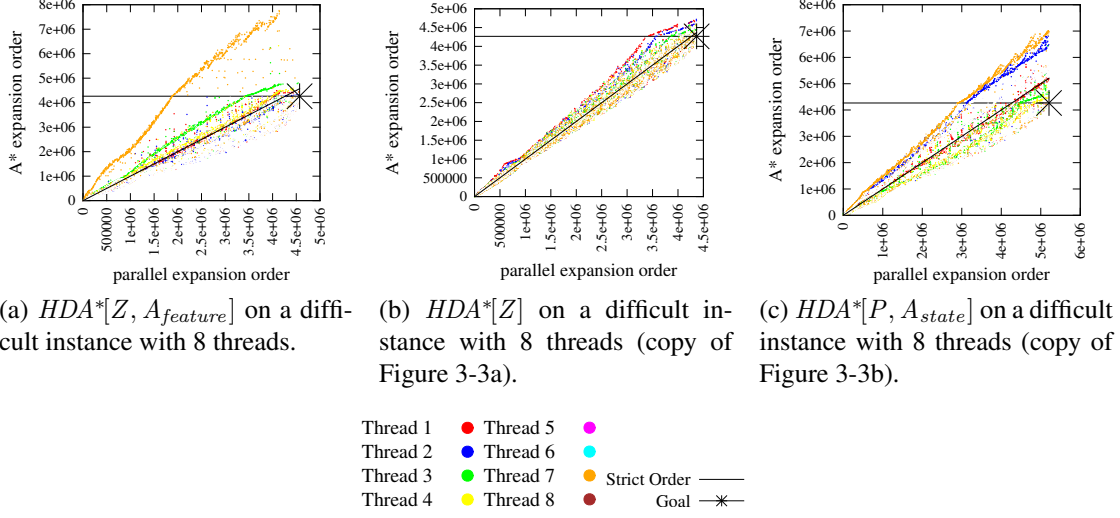 8e+06
7e+06
6e+06
5e+06
4e+06
3e+06
2e+06
1e+06
0
A* expansion order
0
500000
1e+06
1.5e+06
2e+06
2.5e+06
3e+06
3.5e+06
4e+06
4.5e+06
5e+06
parallel expansion order
5e+06
4.5e+06
4e+06
3.5e+06
3e+06
2.5e+06
2e+06
1.5e+06
1e+06
500000
0
A* expansion order
0
500000
1e+06
1.5e+06
2e+06
2.5e+06
3e+06
3.5e+06
4e+06
4.5e+06
parallel expansion order
8e+06
7e+06
6e+06
5e+06
4e+06
3e+06
2e+06
1e+06
0
A* expansion order
0
1e+06
2e+06
3e+06
4e+06
5e+06
6e+06
parallel expansion order
(a) HDA*[Z, A_feature] on a diffi-
cult instance with 8 threads.
(b) HDA*[Z] on a difficult in-
stance with 8 threads (copy of
Figure 3-3a).
(c) HDA*[P, A_state] on a difficult
instance with 8 threads (copy of
Figure 3-3b).
Thread 1
Thread 2
Thread 3
Thread 4
Thread 5
Thread 6
Thread 7
Thread 8
Strict Order
Goal